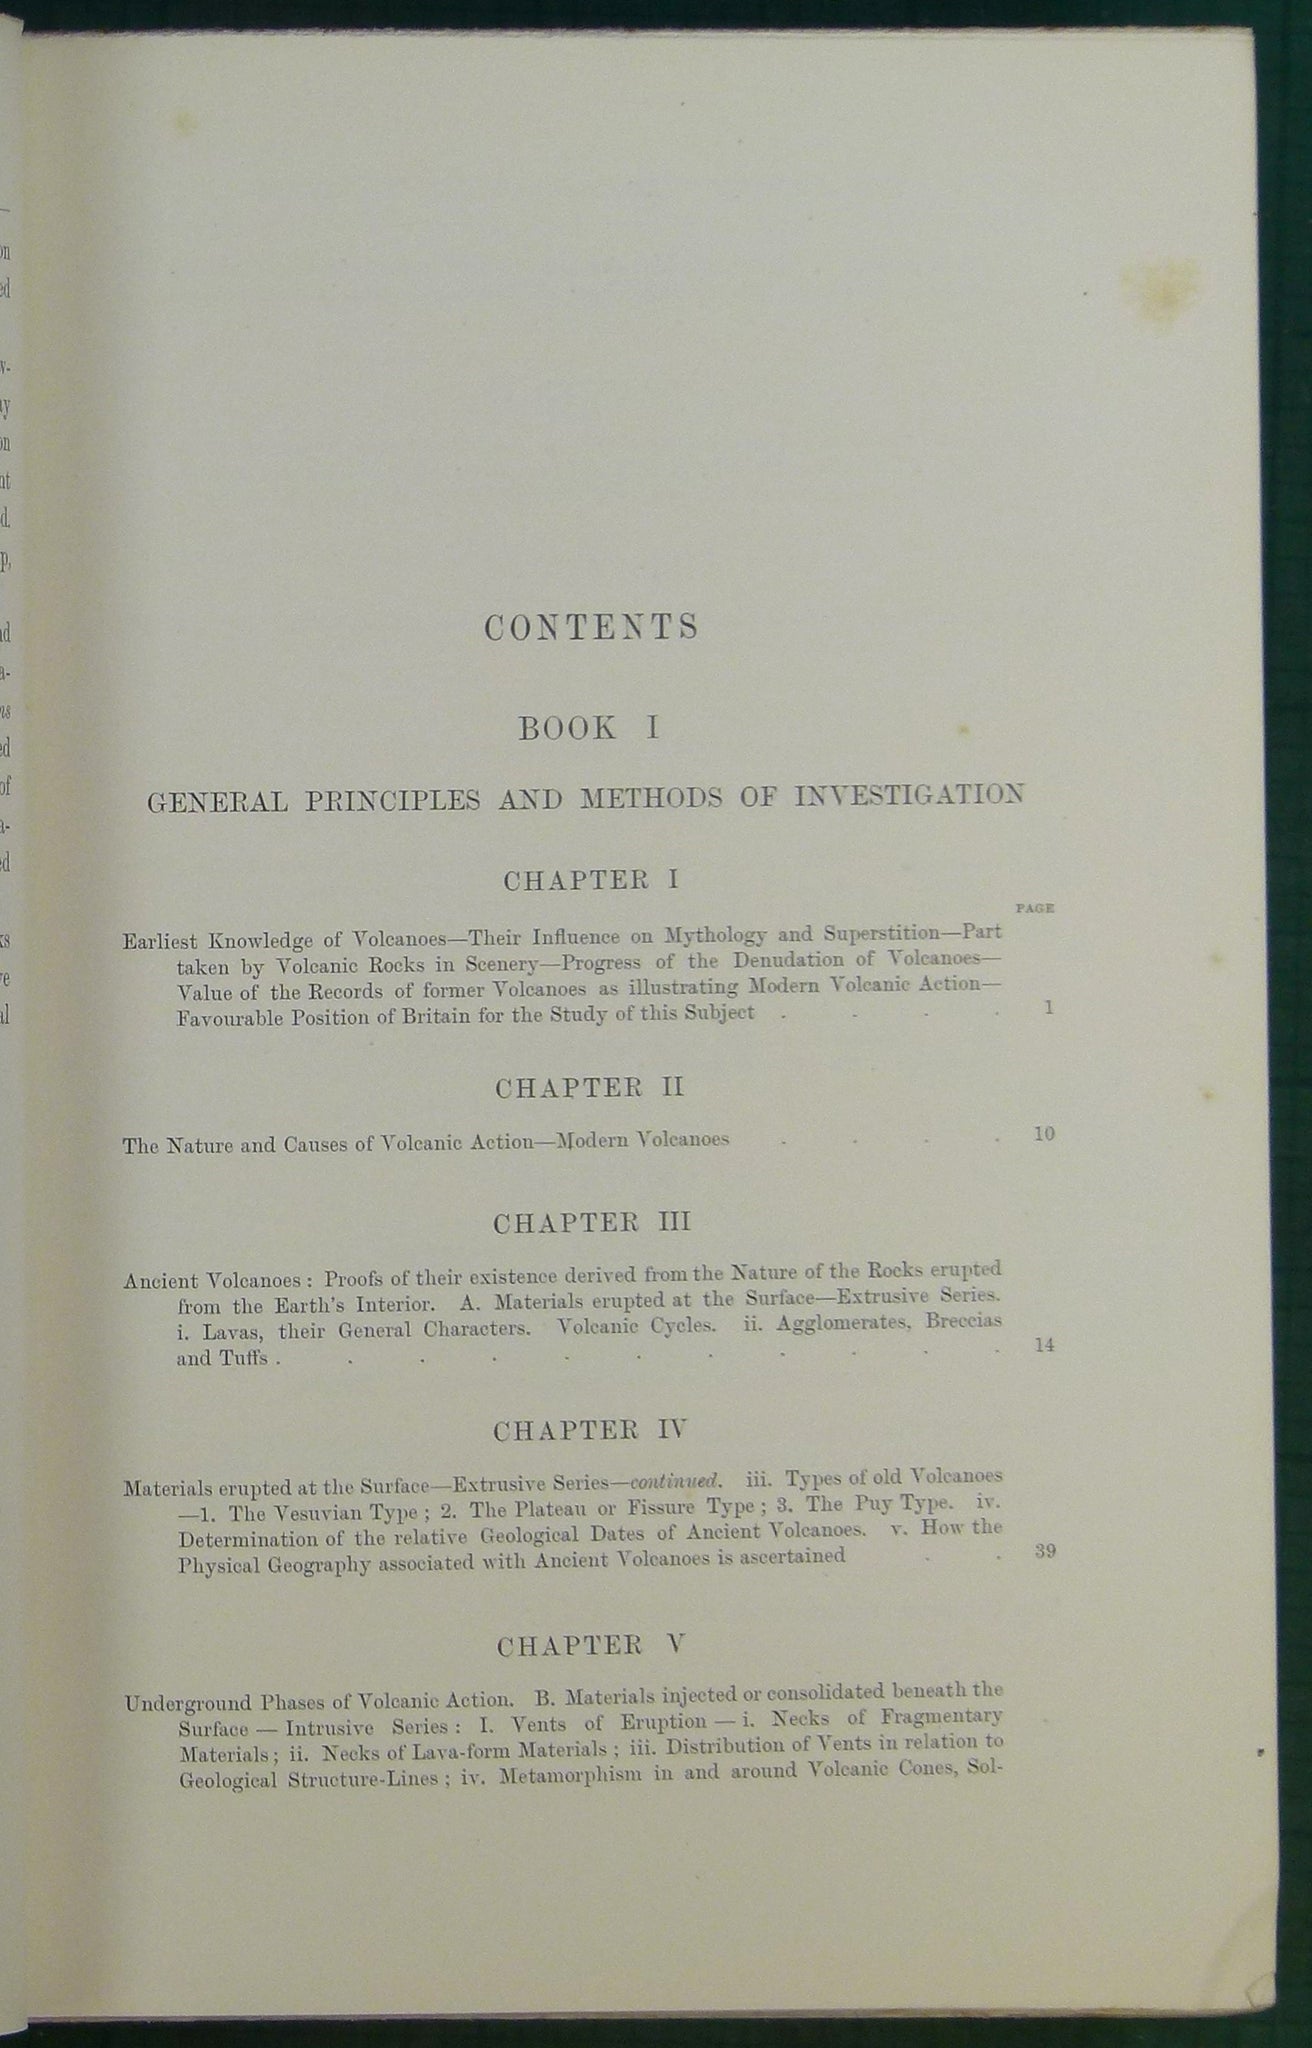 CONTENTS
BOOK I
GENERAL PRINCIPLES AND METHODS OF INVESTIGATION
CHAPTER I
PAGE
Earliest Knowledge of Volcanoes—Their Influence on Mythology and Superstition—Part
taken by Volcanic Rocks in Scenery—Progress of the Denudation of Volcanoes—
Value of the Records of former Volcanoes as illustrating Modern Volcanic Action—
Favourable Position of Britain for the Study of this Subject . . . . 1
CHAPTER II
The Nature and Causes of Volcanic Action—Modern Volcanoes . . . . 10
CHAPTER III
Ancient Volcanoes : Proofs of their existence derived from the Nature of the Rocks erupted
from the Earth's Interior. A. Materials erupted at the Surface—Extrusive Series.
i. Lavas, their General Characters. Volcanic Cycles. ii. Agglomerates, Breccias
and Tuffs . . . . . . . . . . . 14
CHAPTER IV
Materials erupted at the Surface—Extrusive Series—continued. iii. Types of old Volcanoes
—1. The Vesuvian Type ; 2. The Plateau or Fissure Type ; 3. The Puy Type. iv.
Determination of the relative Geological Dates of Ancient Volcanoes. v. How the
Physical Geography associated with Ancient Volcanoes is ascertained . . 39
CHAPTER V
Underground Phases of Volcanic Action. B. Materials injected or consolidated beneath the
Surface — Intrusive Series : I. Vents of Eruption — i. Necks of Fragmentary
Materials ; ii. Necks of Lava-form Materials ; iii. Distribution of Vents in relation to
Geological Structure-Lines ; iv. Metamorphism in and around Volcanic Cones, Sol-